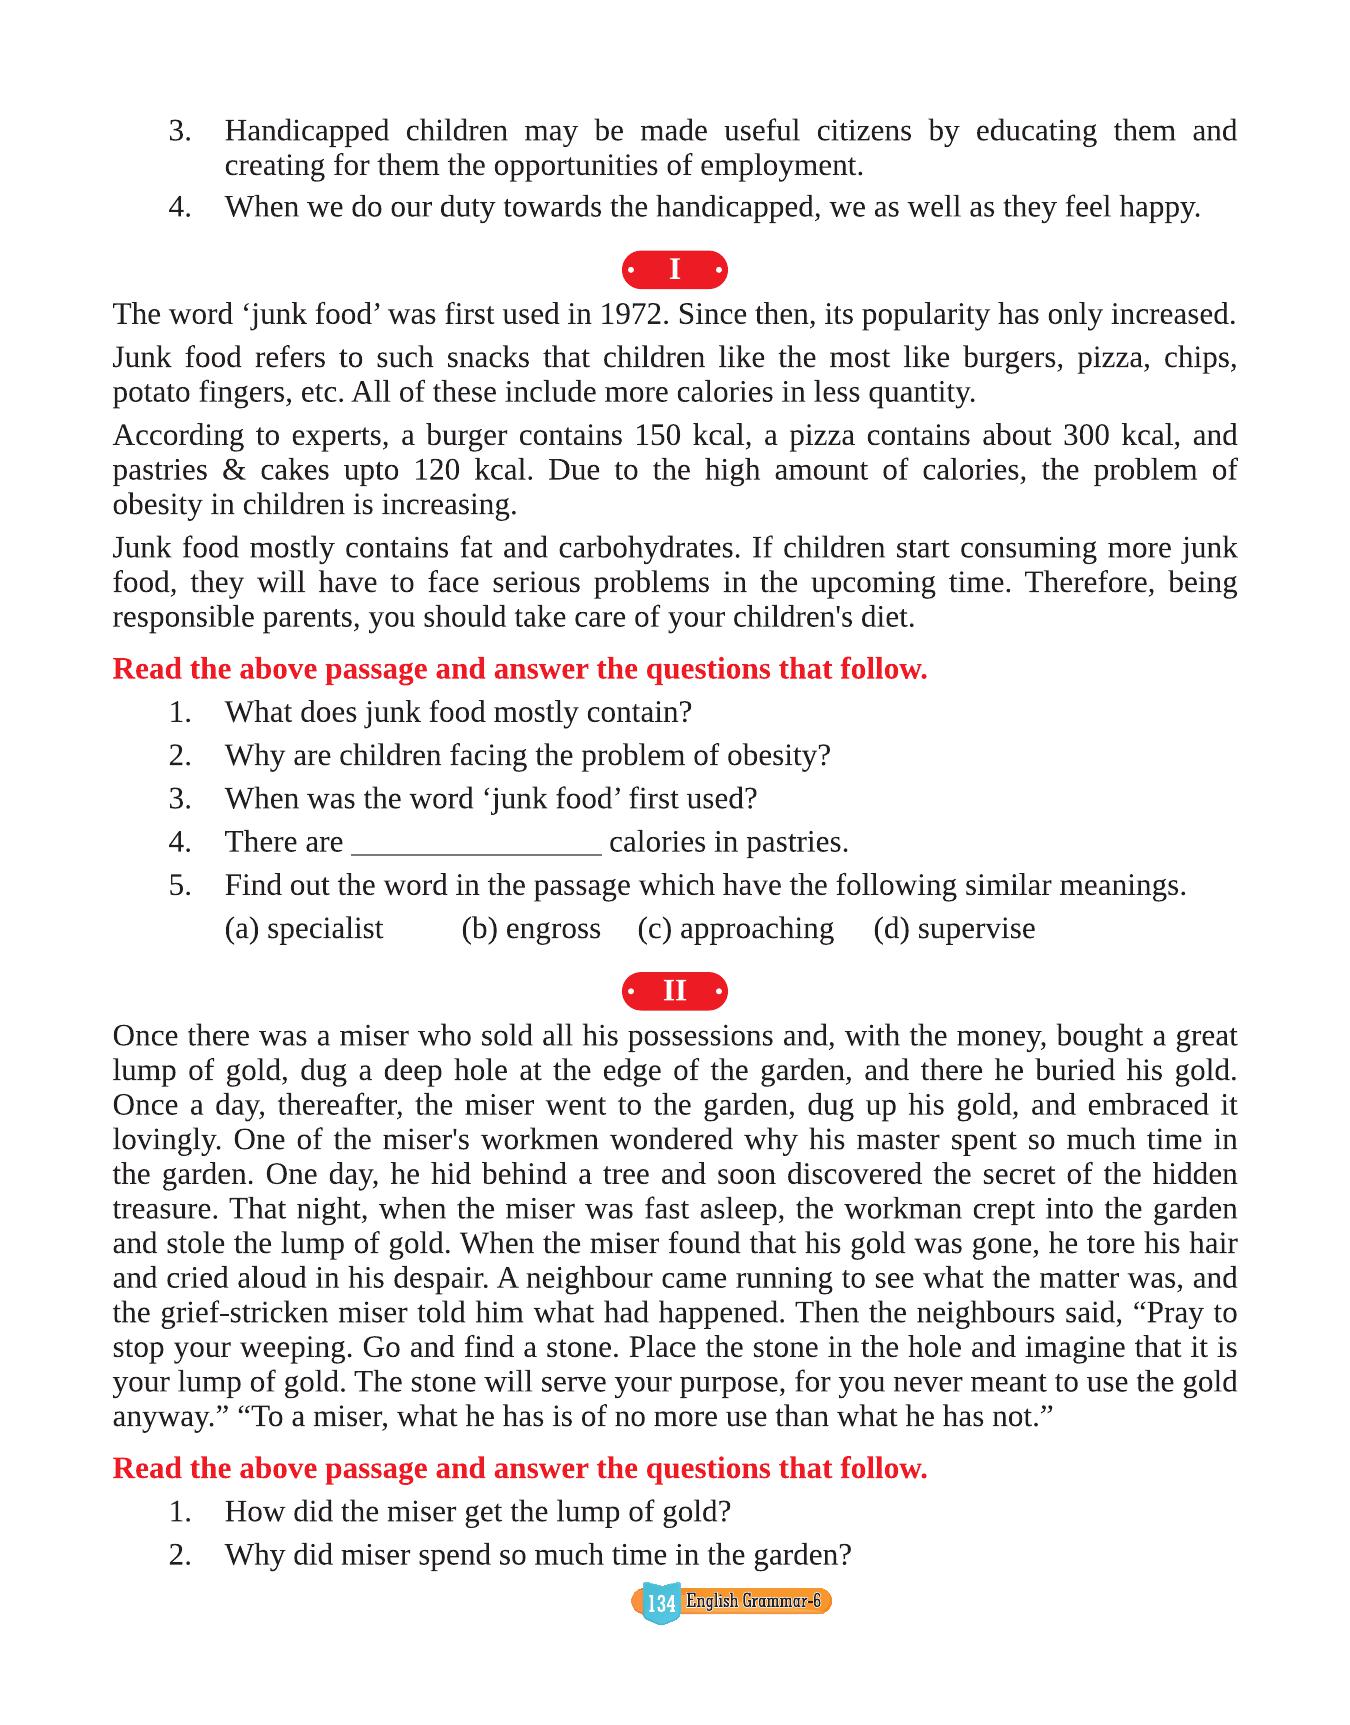 3. Handicapped children may be made useful citizens by educating them and
creating for them the opportunities of employment.
4. When we do our duty towards the handicapped, we as well as they feel happy.
I
The word ‘junk food’ was first used in 1972. Since then, its popularity has only increased.
Junk food refers to such snacks that children like the most like burgers, pizza, chips,
potato fingers, etc. All of these include more calories in less quantity.
According to experts, a burger contains 150 kcal, a pizza contains about 300 kcal, and
pastries & cakes upto 120 kcal. Due to the high amount of calories, the problem of
obesity in children is increasing.
Junk food mostly contains fat and carbohydrates. If children start consuming more junk
food, they will have to face serious problems in the upcoming time. Therefore, being
responsible parents, you should take care of your children's diet.
Read the above passage and answer the questions that follow.
1. What does junk food mostly contain?
2. Why are children facing the problem of obesity?
3. When was the word ‘junk food’ first used?
4. There are ________________ calories in pastries.
5. Find out the word in the passage which have the following similar meanings.
(a) specialist (b) engross (c) approaching (d) supervise
II
Once there was a miser who sold all his possessions and, with the money, bought a great
lump of gold, dug a deep hole at the edge of the garden, and there he buried his gold.
Once a day, thereafter, the miser went to the garden, dug up his gold, and embraced it
lovingly. One of the miser's workmen wondered why his master spent so much time in
the garden. One day, he hid behind a tree and soon discovered the secret of the hidden
treasure. That night, when the miser was fast asleep, the workman crept into the garden
and stole the lump of gold. When the miser found that his gold was gone, he tore his hair
and cried aloud in his despair. A neighbour came running to see what the matter was, and
the grief-stricken miser told him what had happened. Then the neighbours said, “Pray to
stop your weeping. Go and find a stone. Place the stone in the hole and imagine that it is
your lump of gold. The stone will serve your purpose, for you never meant to use the gold
anyway.” “To a miser, what he has is of no more use than what he has not.”
Read the above passage and answer the questions that follow.
1. How did the miser get the lump of gold?
2. Why did miser spend so much time in the garden?
134 English Grammar-6